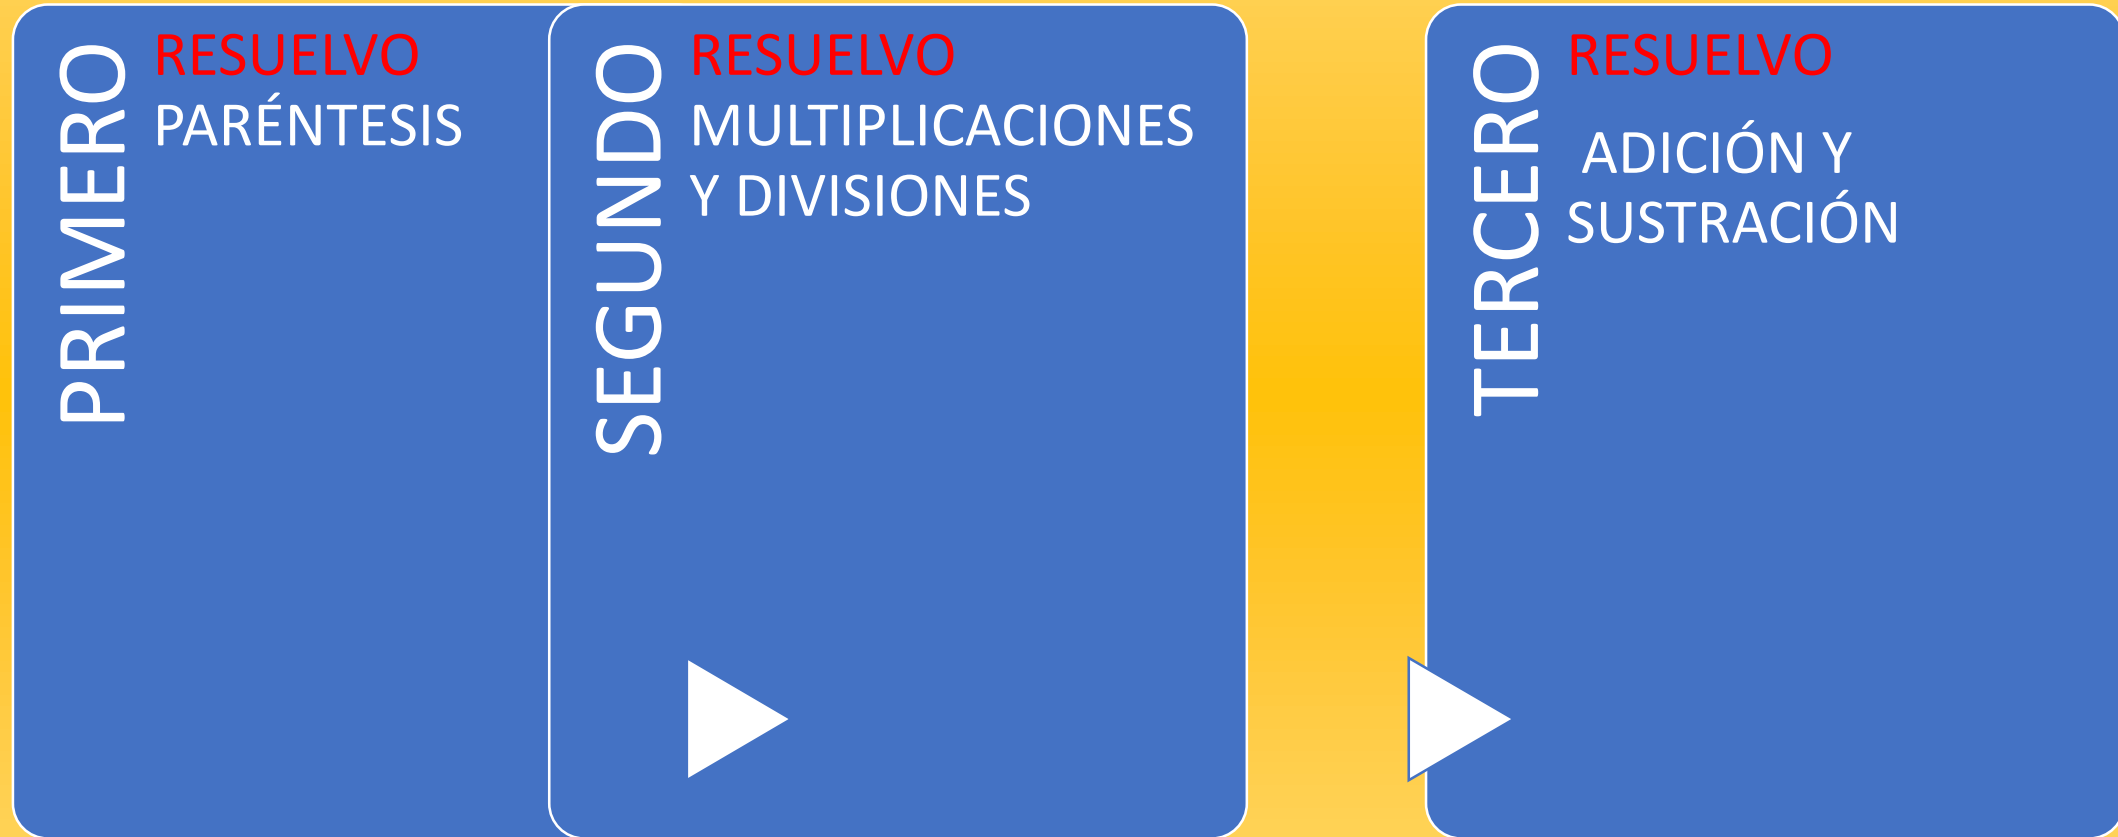 PRIMERO
RESUELVO
PARÉNTESIS
SEGUNDO
RESUELVO
MULTIPLICACIONES
Y DIVISIONES
TERCERO
RESUELVO
ADICIÓN Y
SUSTRACIÓN